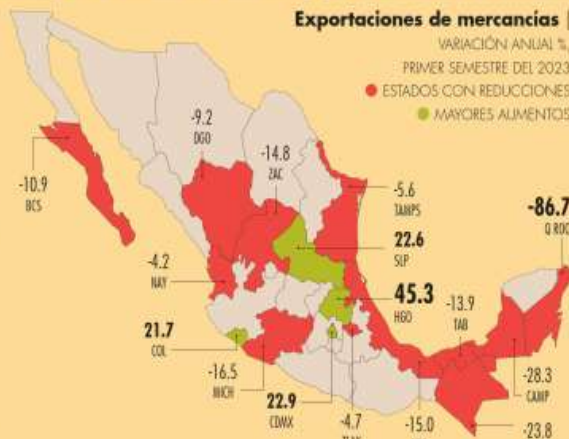 Exportaciones de mercancías
VARIACIÓN ANUAL %,
PRIMER SEMESTRE DEL 2023
ESTADOS CON REDUCCIONES
MAYORES AUMENTOS
-9.2
DGO
-14.8
ZAC
-10.9
BCS
-5.6
TAMPS
-86.7
Q ROO
22.6
SLP
-4.2
NAY
45.3
HGO
-13.9
TAB
21.7
COL
-16.5
MICH
22.9
CDMX
-4.7
-15.0
-28.3
CAMP
-23.8